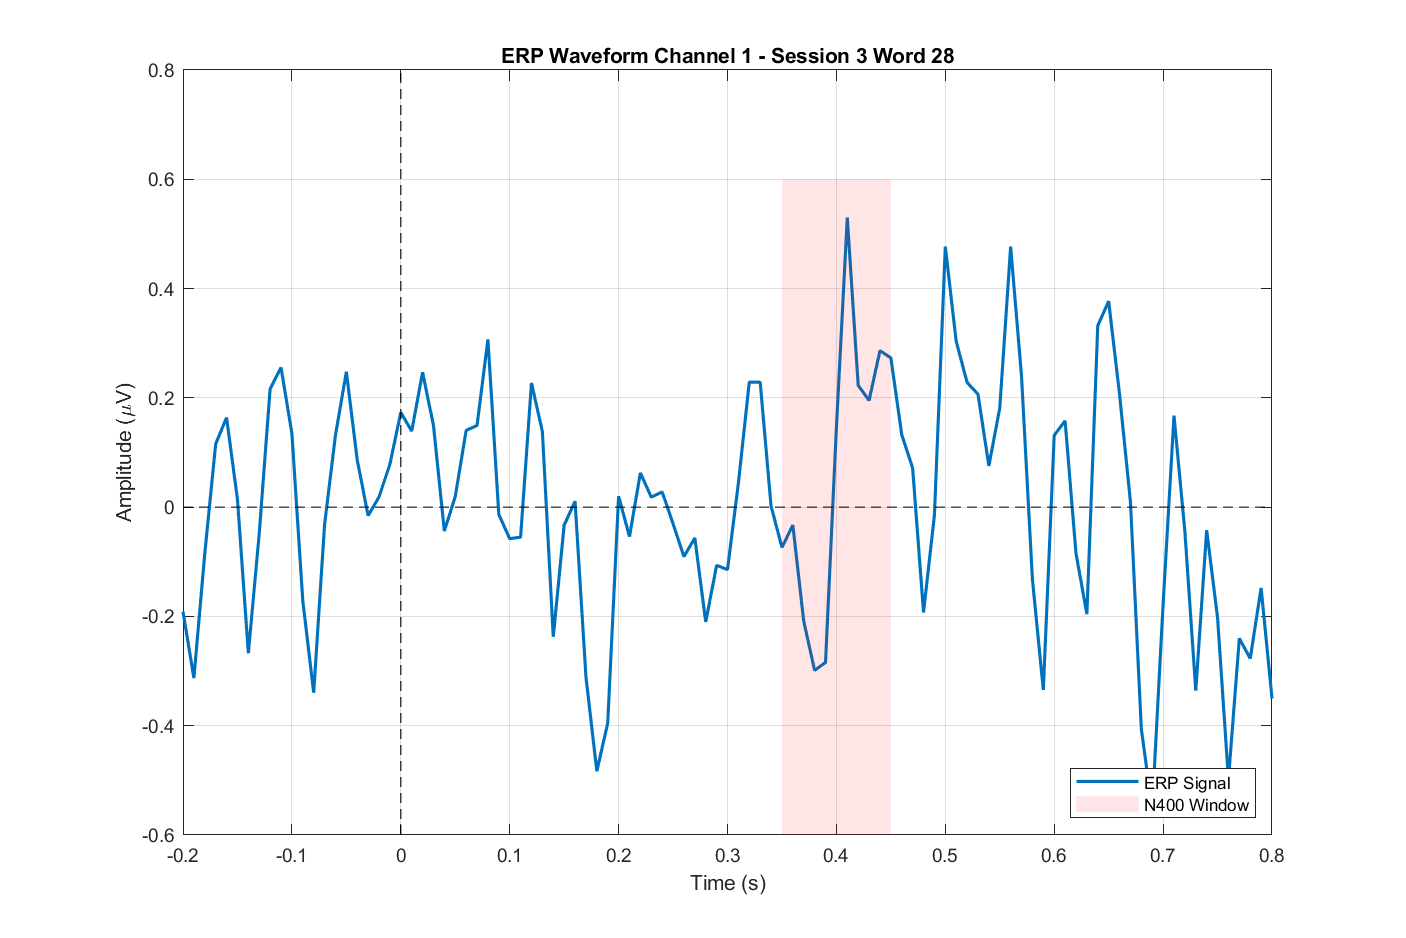 ERP Waveform Channel 1 - Session 3 Word 28
0.8
0.6
0.4
0.2
0
-0.2
-0.4
-0.6
Amplitude (μV)
ERP Signal
N400 Window
-0.2 -0.1 0 0.1 0.2 0.3 0.4 0.5 0.6 0.7 0.8
Time (s)